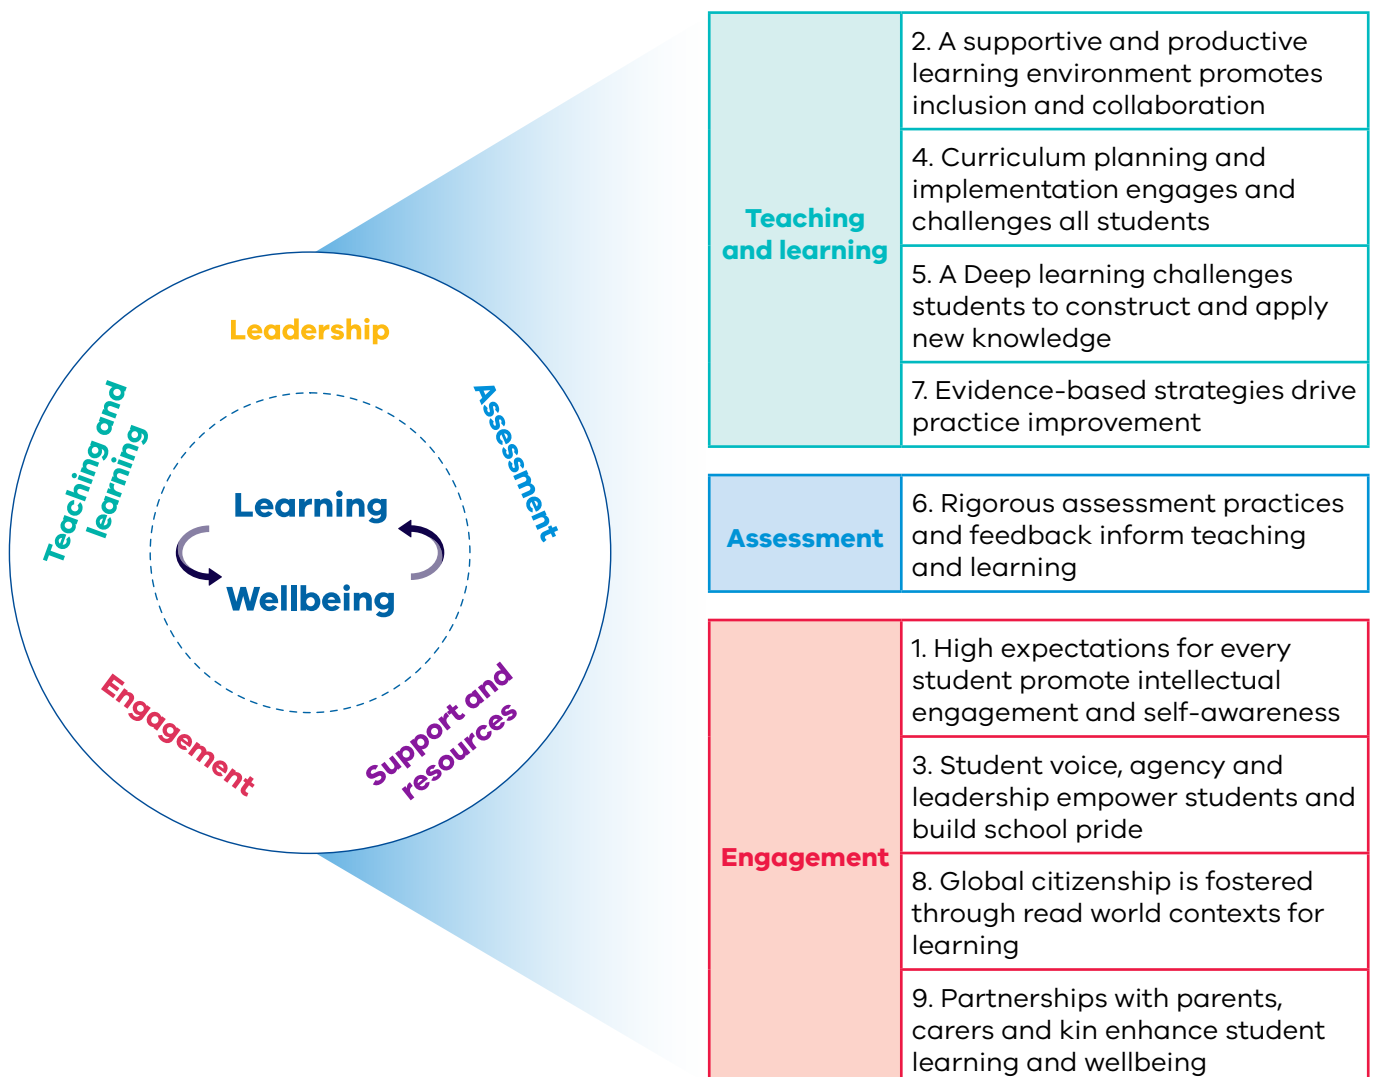 Leadership
Teaching and
learning
Assessment
Learning
Wellbeing
Engagement
Support and
resources
Teaching
and learning
2. A supportive and productive
learning environment promotes
inclusion and collaboration
4. Curriculum planning and
implementation engages and
challenges all students
5. A Deep learning challenges
students to construct and apply
new knowledge
7. Evidence-based strategies drive
practice improvement
Assessment
6. Rigorous assessment practices
and feedback inform teaching
and learning
Engagement
1. High expectations for every
student promote intellectual
engagement and self-awareness
3. Student voice, agency and
leadership empower students and
build school pride
8. Global citizenship is fostered
through read world contexts for
learning
9. Partnerships with parents,
carers and kin enhance student
learning and wellbeing